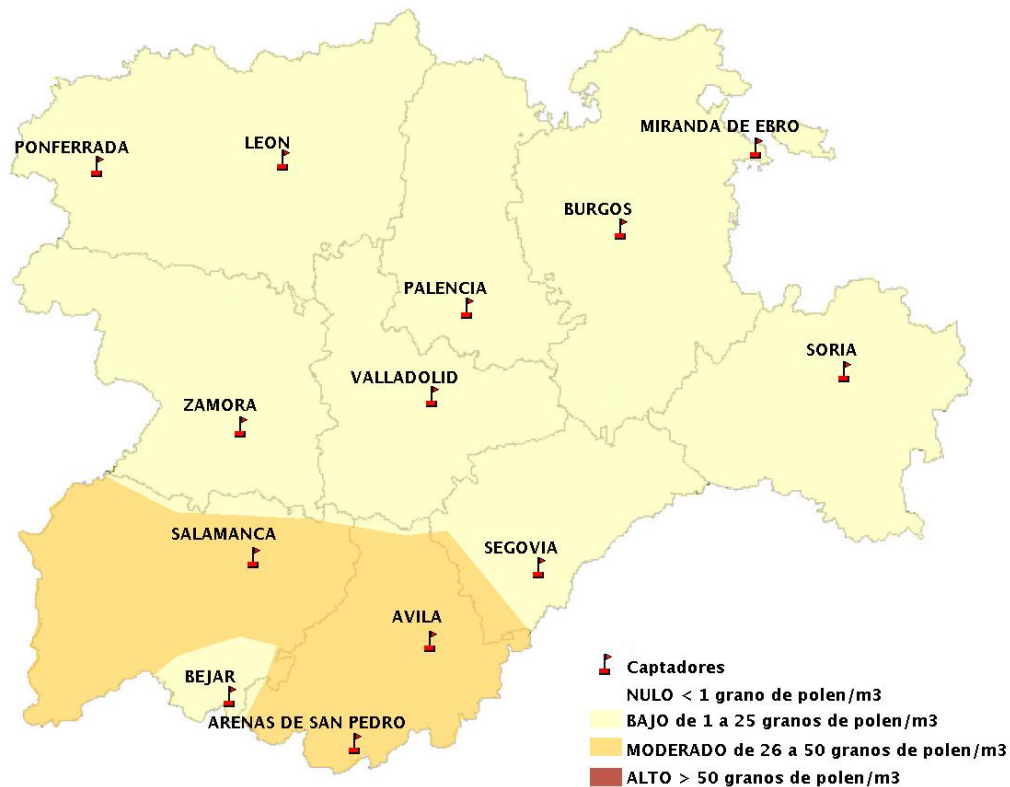 MIRANDA DE EBRO
PONFERRADA
LEON
BURGOS
PALENCIA
SORIA
VALLADOLID
ZAMORA
SALAMANCA
SEGOVIA
AVILA
BEJAR
ARENAS DE SAN PEDRO
Captadores
NULO < 1 grano de polen/m3
BAJO de 1 a 25 granos de polen/m3
MODERADO de 26 a 50 granos de polen/m3
ALTO > 50 granos de polen/m3